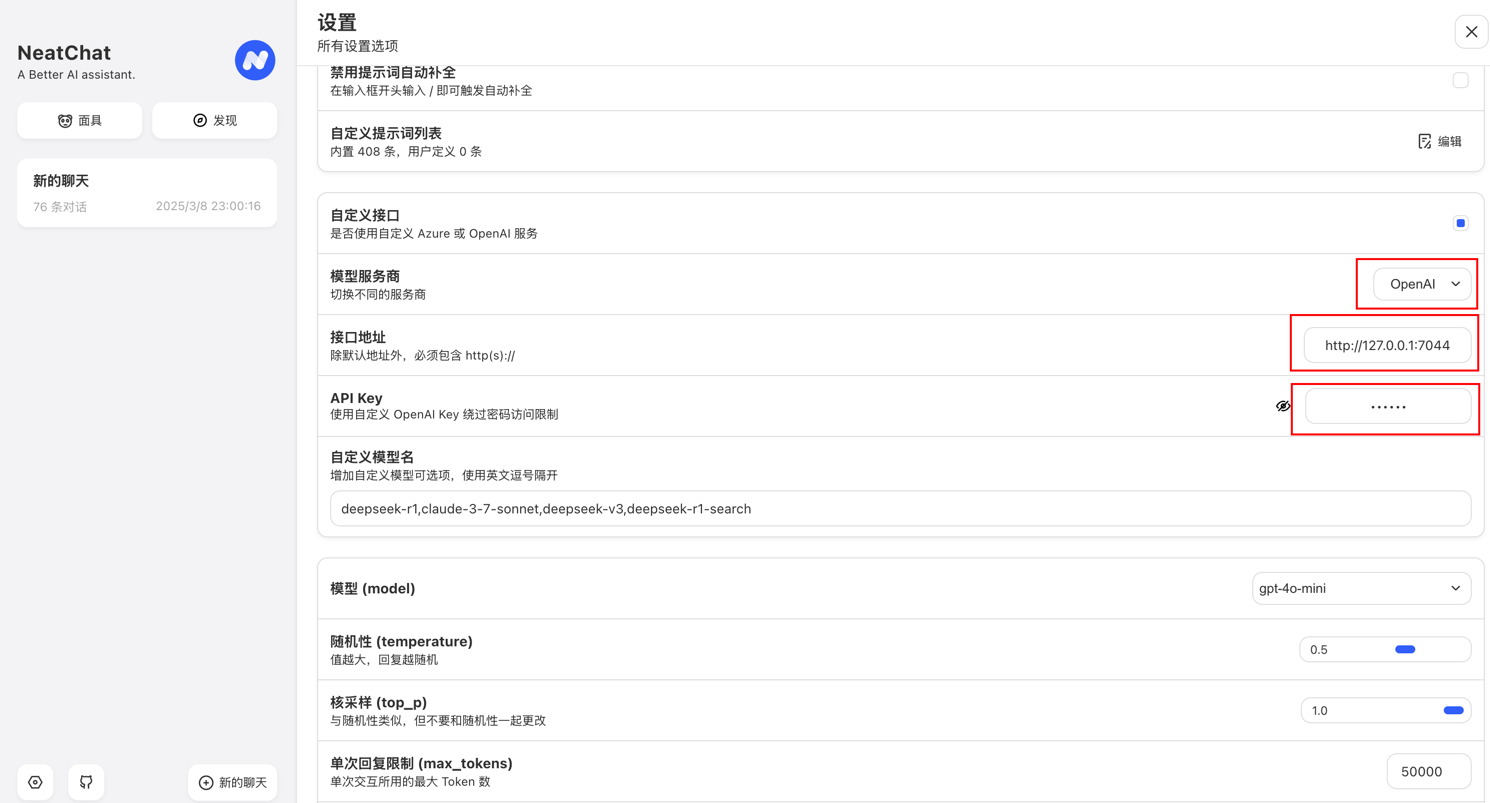 NeatChat
A Better AI assistant.
面具
发现
新的聊天
76 条对话
2025/3/8 23:00:16
新的聊天
设置
所有设置选项
禁用提示词自动补全
在输入框开头输入 / 即可触发自动补全
自定义提示词列表
内置 408 条，用户定义 0 条
编辑
自定义接口
是否使用自定义 Azure 或 OpenAI 服务
模型服务商
切换不同的服务商
OpenAI
接口地址
除默认地址外，必须包含 http(s)://
http://127.0.0.1:7044
API Key
使用自定义 OpenAI Key 绕过密码访问限制
••••••
自定义模型名
增加自定义模型可选项，使用英文逗号隔开
deepseek-r1,claude-3-7-sonnet,deepseek-v3,deepseek-r1-search
模型 (model)
gpt-4o-mini
随机性 (temperature)
值越大，回复越随机
0.5
核采样 (top_p)
与随机性类似，但不要和随机性一起更改
1.0
单次回复限制 (max_tokens)
单次交互所用的最大 Token 数
50000